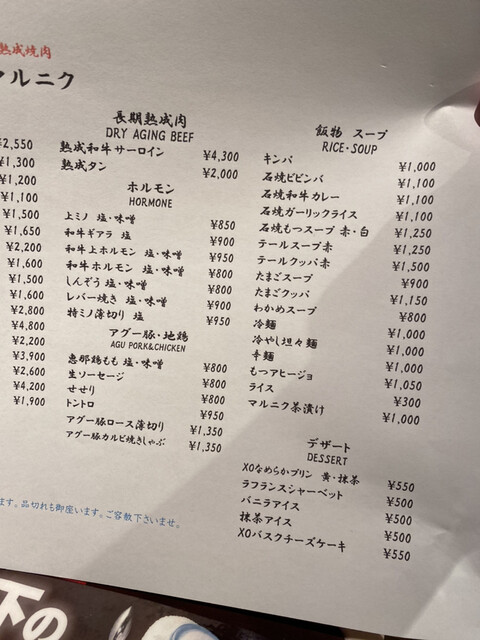 熟成焼肉
マルニク
¥2,550
¥1,300
¥1,200
¥1,100
¥1,500
¥1,650
¥2,200
¥1,600
¥1,500
¥1,600
¥2,800
¥4,800
¥2,200
¥3,900
¥2,600
¥4,200
¥1,900
長期熟成肉
DRY AGING BEEF
熟成和牛サーロイン ¥4,300
熟成タン ¥2,000
ホルモン
HORMONE
上ミノ 塩・味噌 ¥850
和牛ギアラ 塩 ¥900
和牛上ホルモン 塩・味噌 ¥950
和牛ホルモン 塩・味噌 ¥900
しんぞう 塩・味噌 ¥900
レバー焼き 塩・味噌 ¥900
特ミノ薄切り 塩 ¥950
アグー豚・地鶏
AGU PORK&CHICKEN
恵那鶏もも 塩・味噌 ¥800
生ソーセージ ¥800
せせり ¥800
トントロ ¥950
アグー豚ロース薄切り ¥1,350
アグー豚カルビ焼きしゃぶ ¥1,350
飯物 スープ
RICE・SOUP
キンパ ¥1,000
石焼ビビンバ ¥1,100
石焼和牛カレー ¥1,100
石焼ガーリックライス ¥1,100
石焼もつスープ 赤・白 ¥1,250
テールスープ赤 ¥1,250
テールクッパ赤 ¥1,500
たまごスープ ¥900
たまごクッパ ¥1,150
わかめスープ ¥800
冷麺 ¥1,000
冷やし坦々麺 ¥1,000
辛麺 ¥1,000
もつアヒージョ ¥1,050
ライス ¥300
マルニク茶漬け ¥1,000
デザート
DESSERT
XOなめらかプリン 黄・抹茶 ¥550
ラフランスシャーベット ¥500
バニラアイス ¥500
抹茶アイス ¥500
XOバスクチーズケーキ ¥550
ます。品切れも御座います。ご容赦下さいませ。
下の